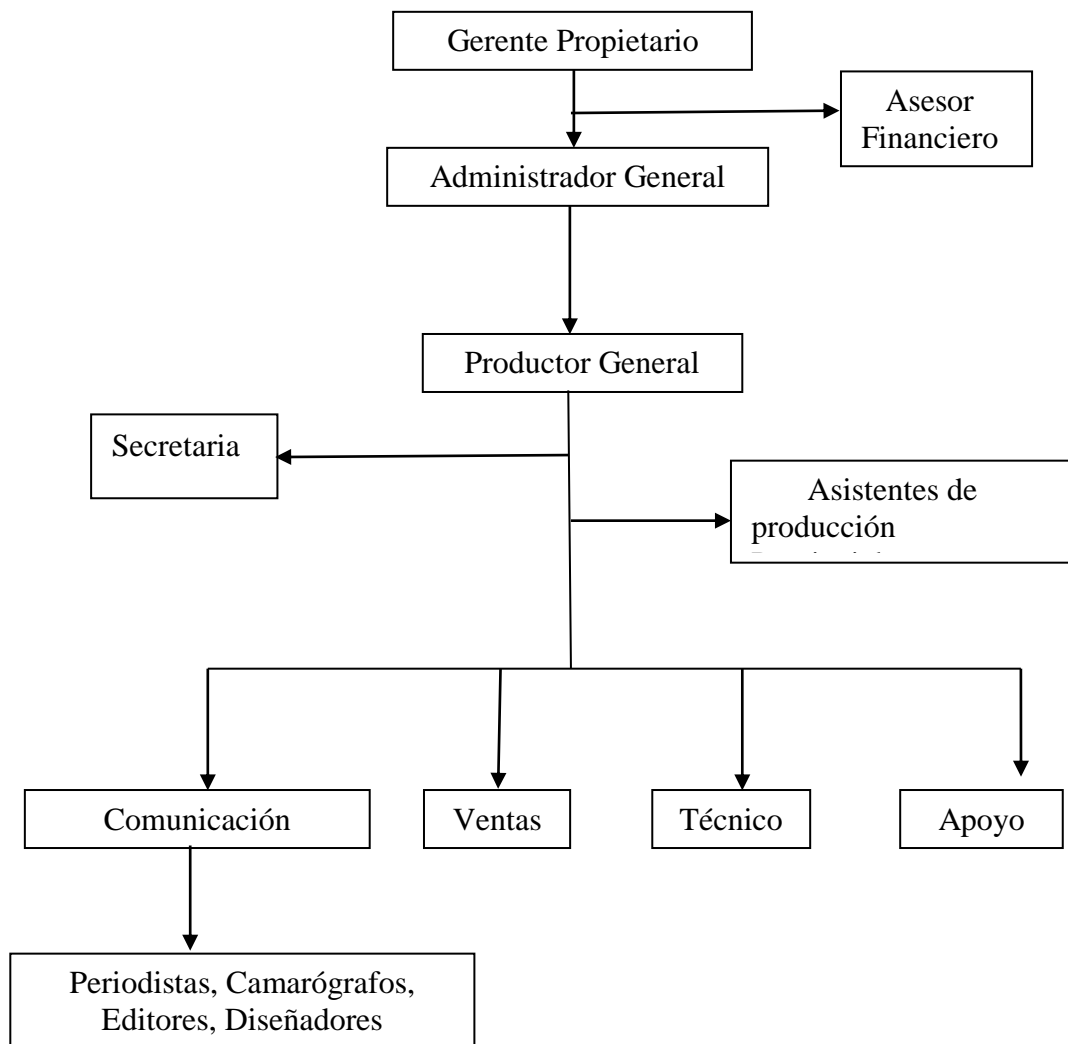 Gerente Propietario
Asesor
Financiero
Administrador General
Productor General
Secretaria
Asistentes de
producción
Comunicación
Ventas
Técnico
Apoyo
Periodistas, Camarógrafos,
Editores, Diseñadores